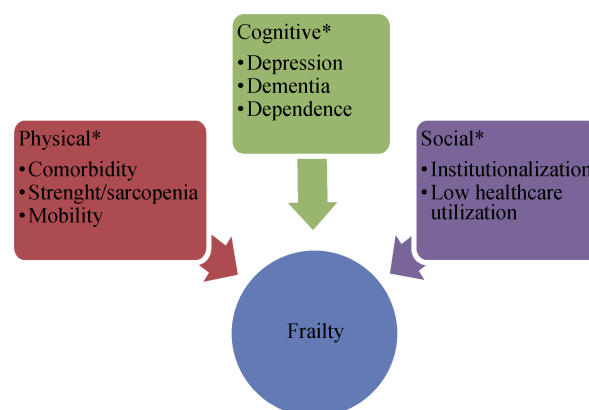 Cognitive*
•Depression
•Dementia
•Dependence
Physical*
•Comorbidity
•Strenght/sarcopenia
•Mobility
Social*
•Institutionalization
•Low healthcare
utilization
Frailty